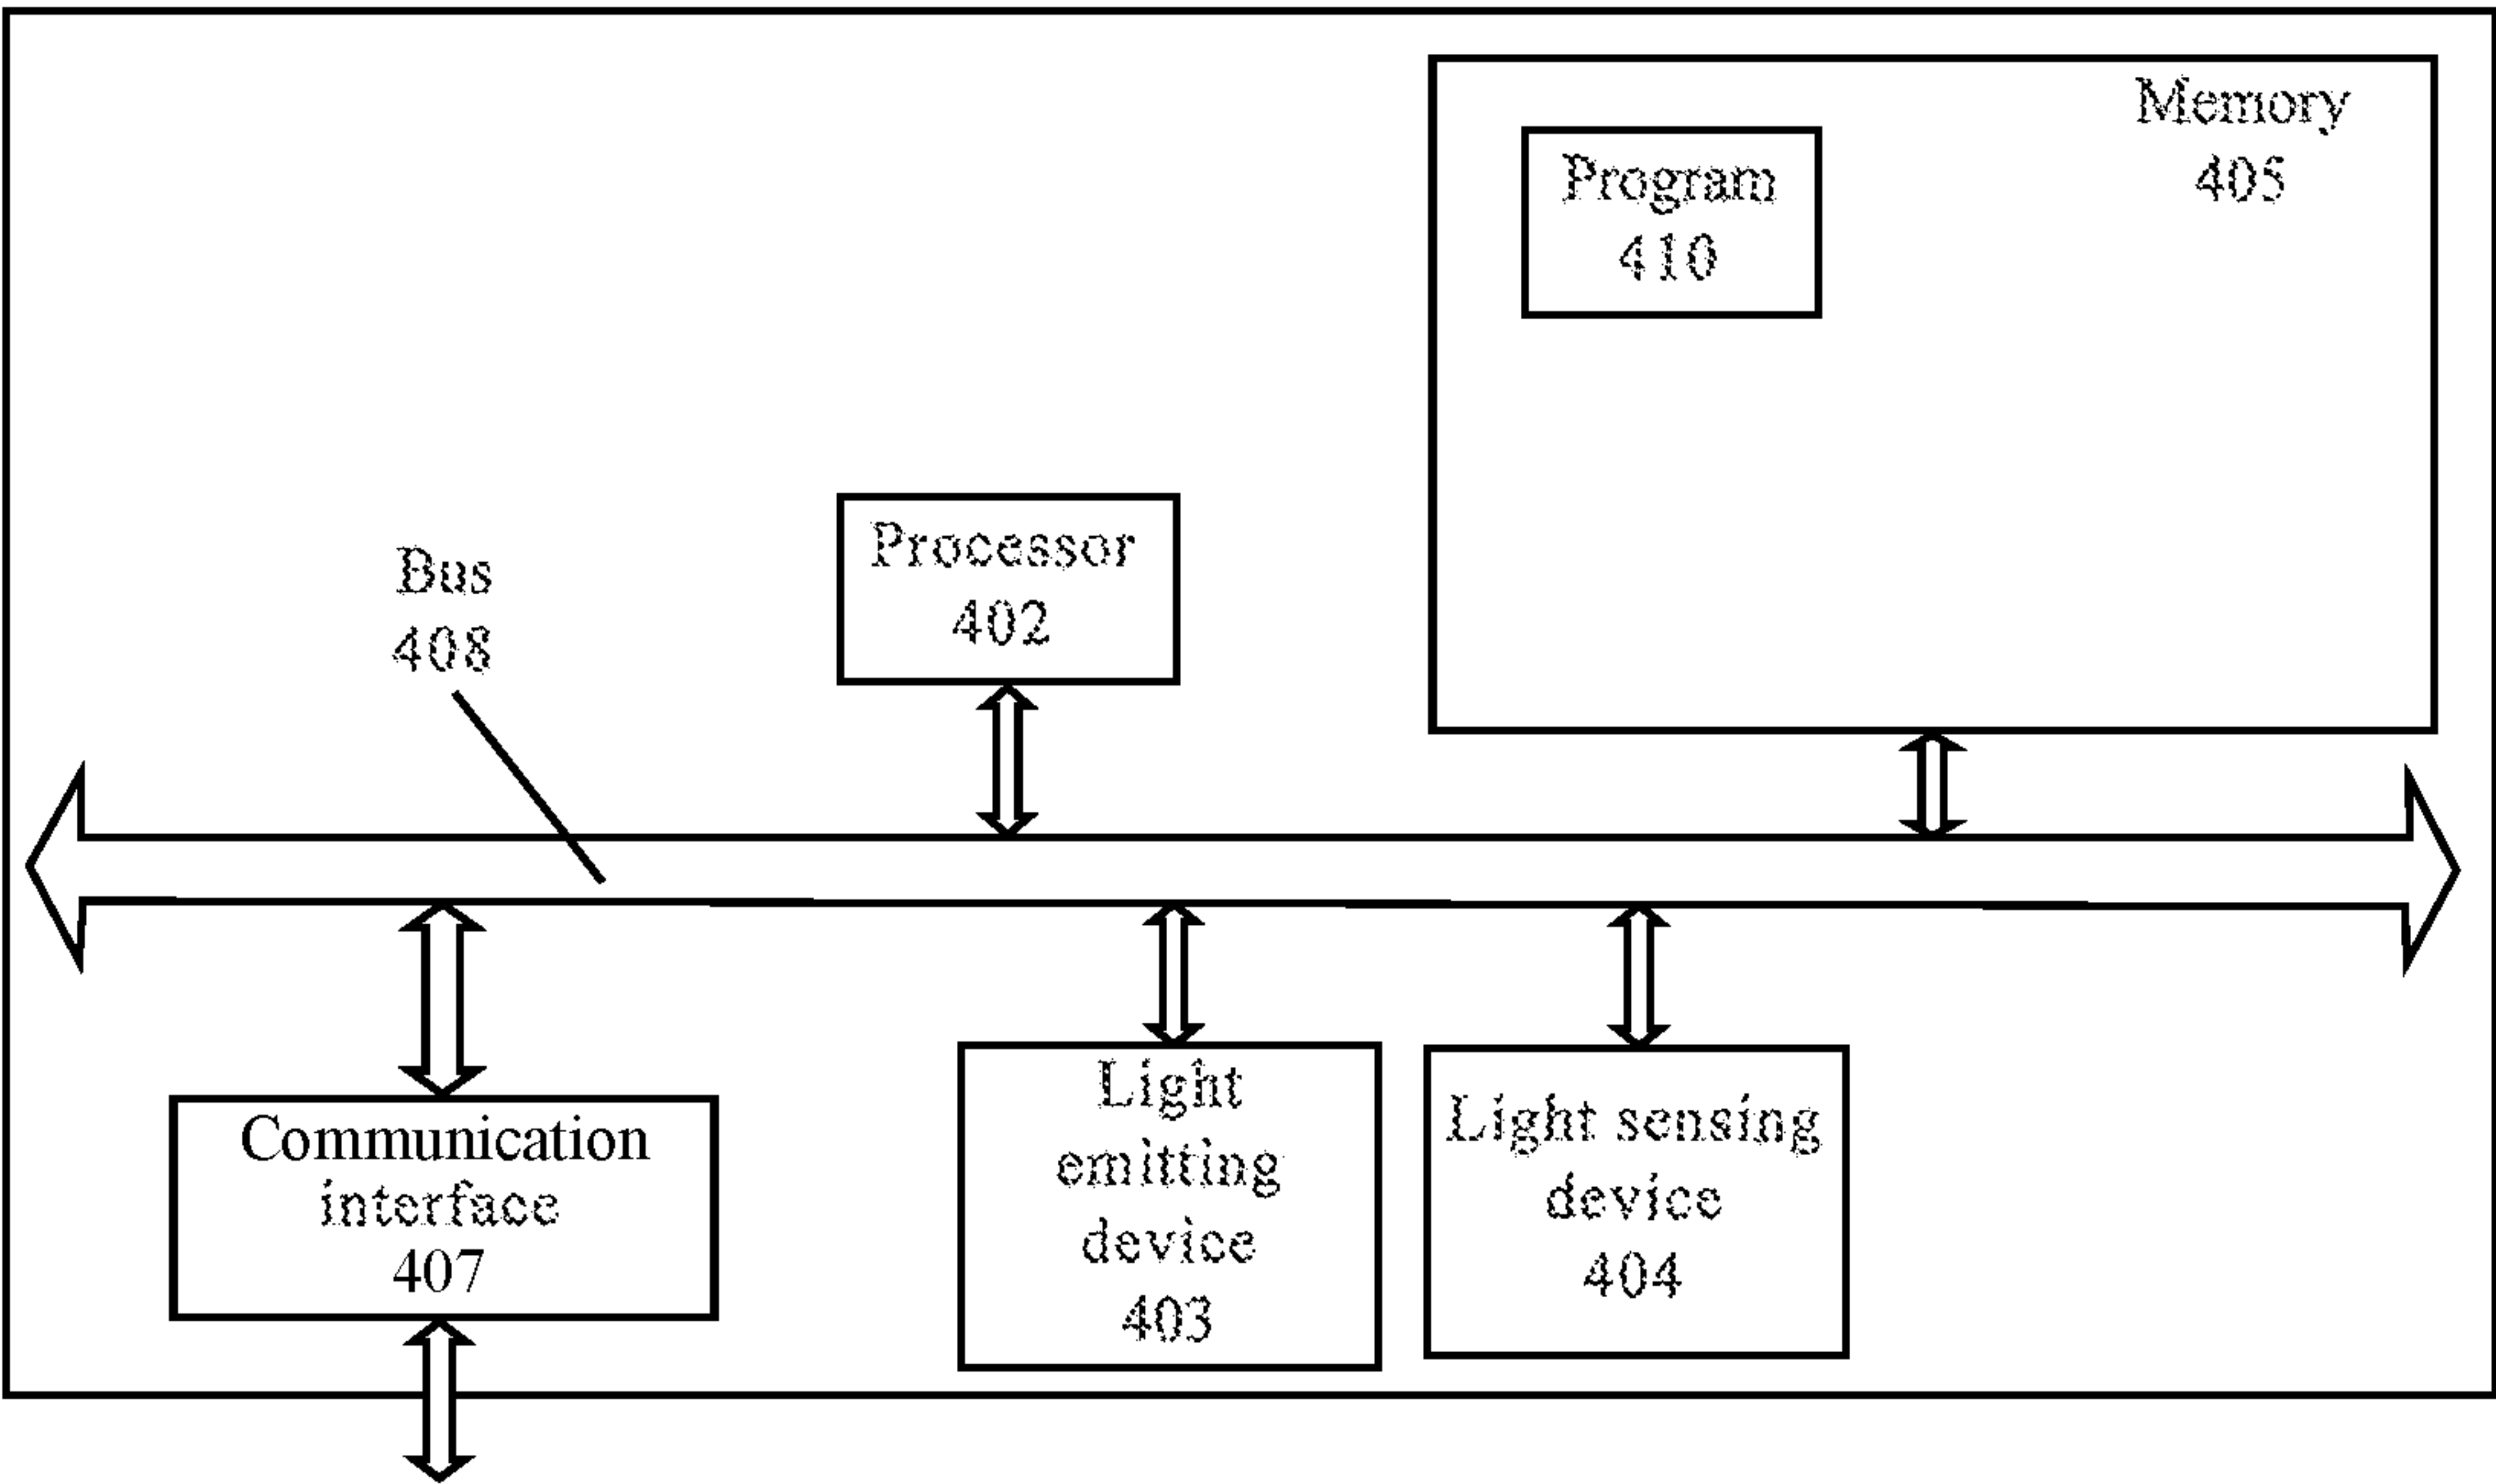 Memory
405
Program
410
Processor
402
Bus
408
Communication
interface
407
Light
emitting
device
403
Light sensing
device
404